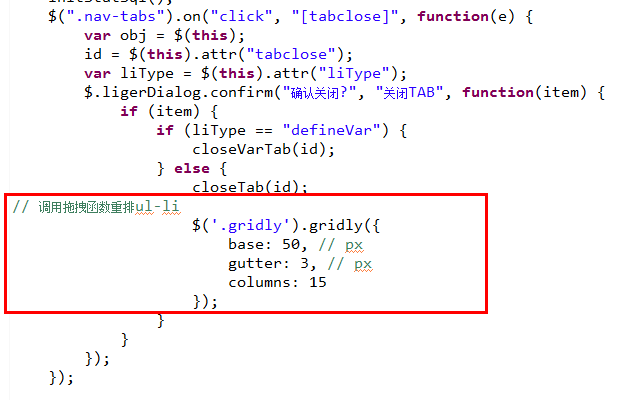 initStatSql();
$(".nav-tabs").on("click", "[tabclose]", function(e) {
var obj = $(this);
id = $(this).attr("tabclose");
var liType = $(this).attr("liType");
$.ligerDialog.confirm("确认关闭?", "关闭TAB", function(item) {
if (item) {
if (liType == "defineVar") {
closeVarTab(id);
} else {
closeTab(id);
// 调用拖拽函数重排ul-li
$('.gridly').gridly({
base: 50, // px
gutter: 3, // px
columns: 15
});
}
}
});
});